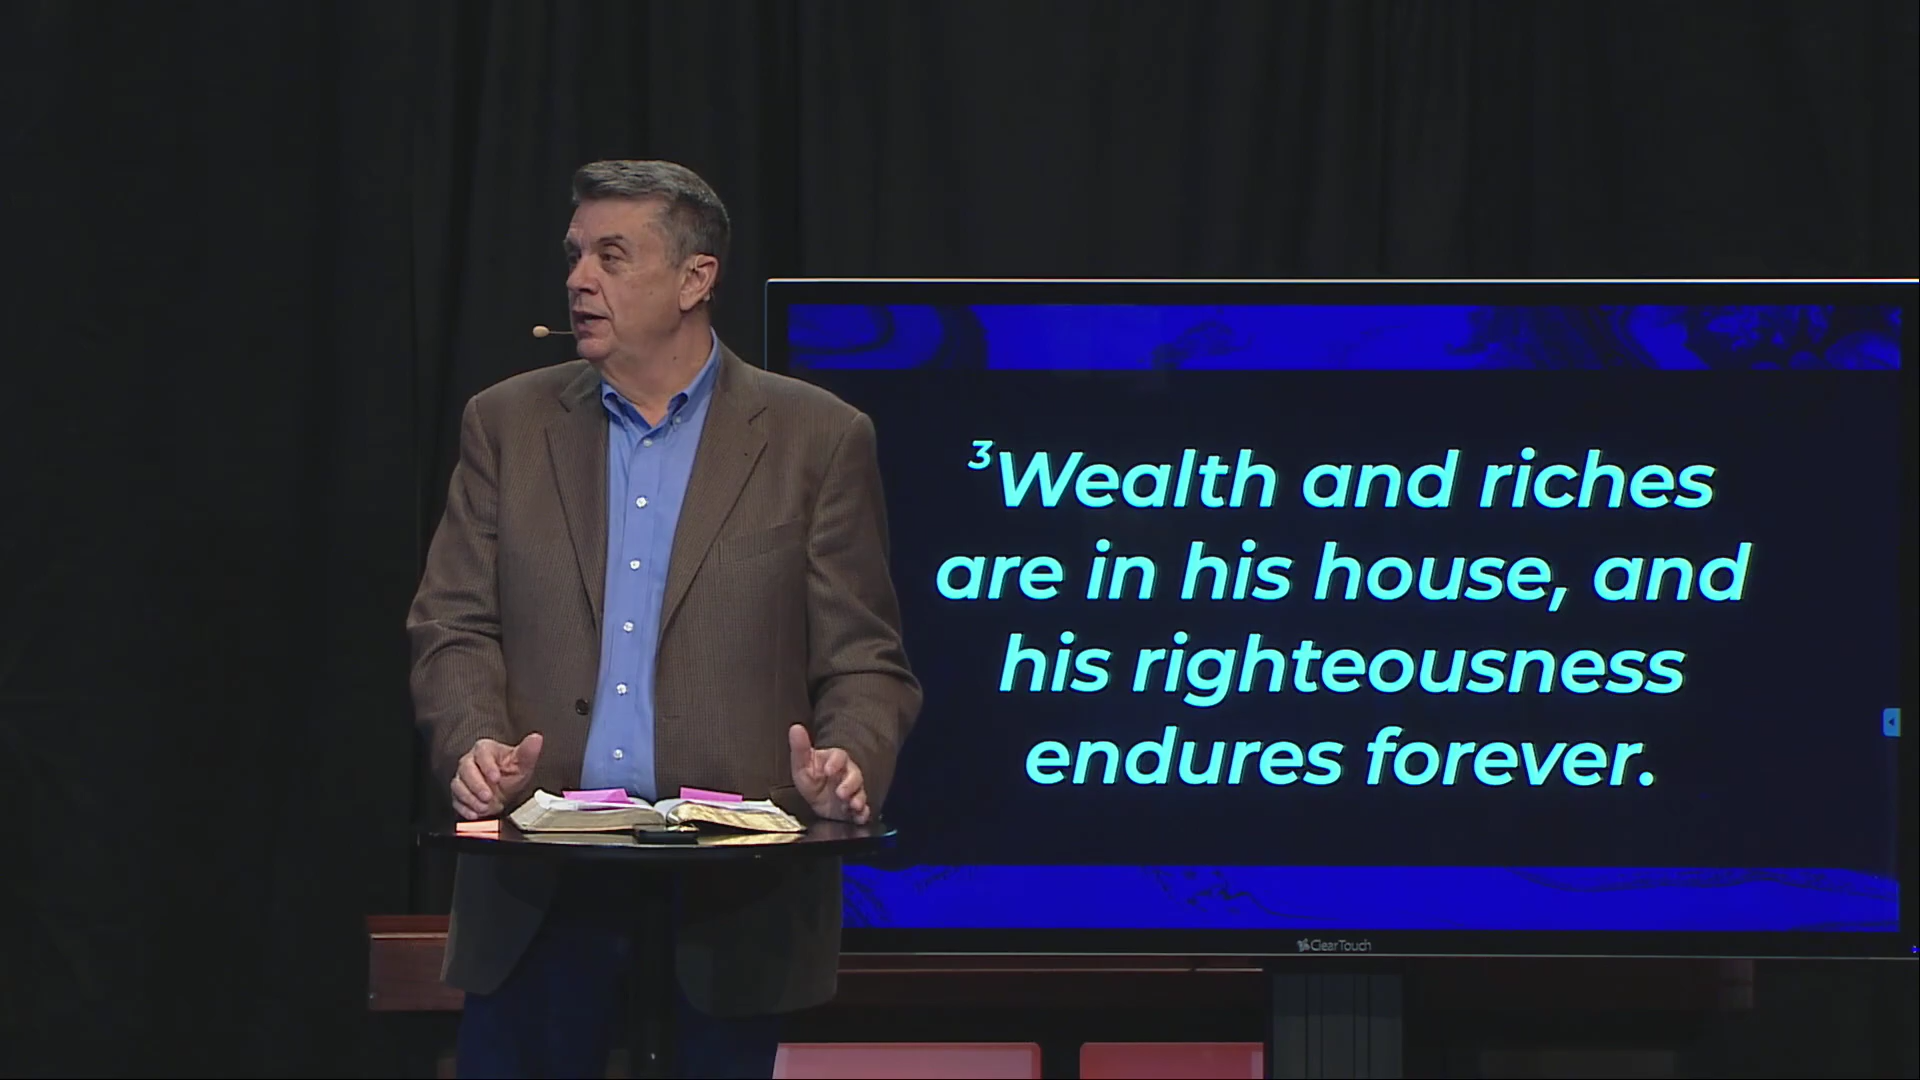 ³Wealth and riches
are in his house, and
his righteousness
endures forever.
ClearTouch